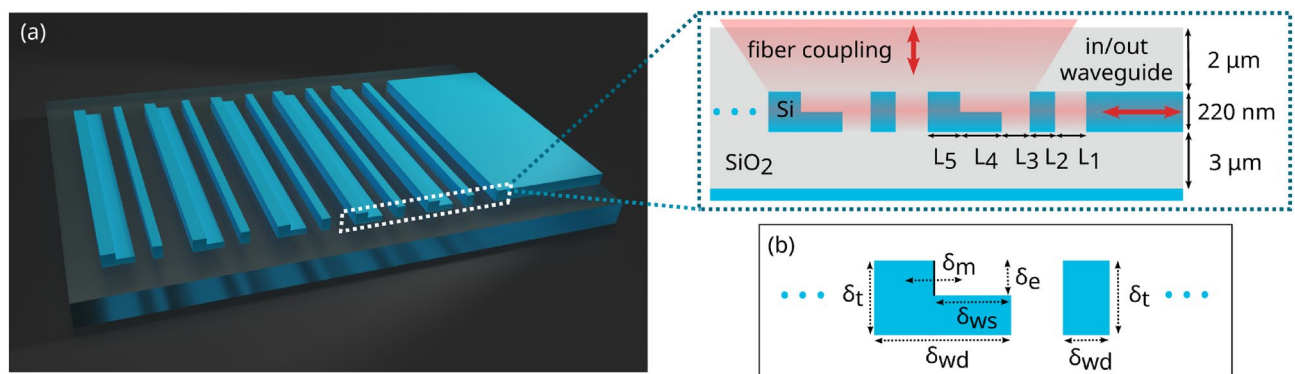 (a)
fiber coupling
in/out
waveguide
2 μm
Si
220 nm
L5 L4 L3 L2 L1
SiO2
3 μm
(b)
δm
δe
δt
δt
δws
δwd
δwd